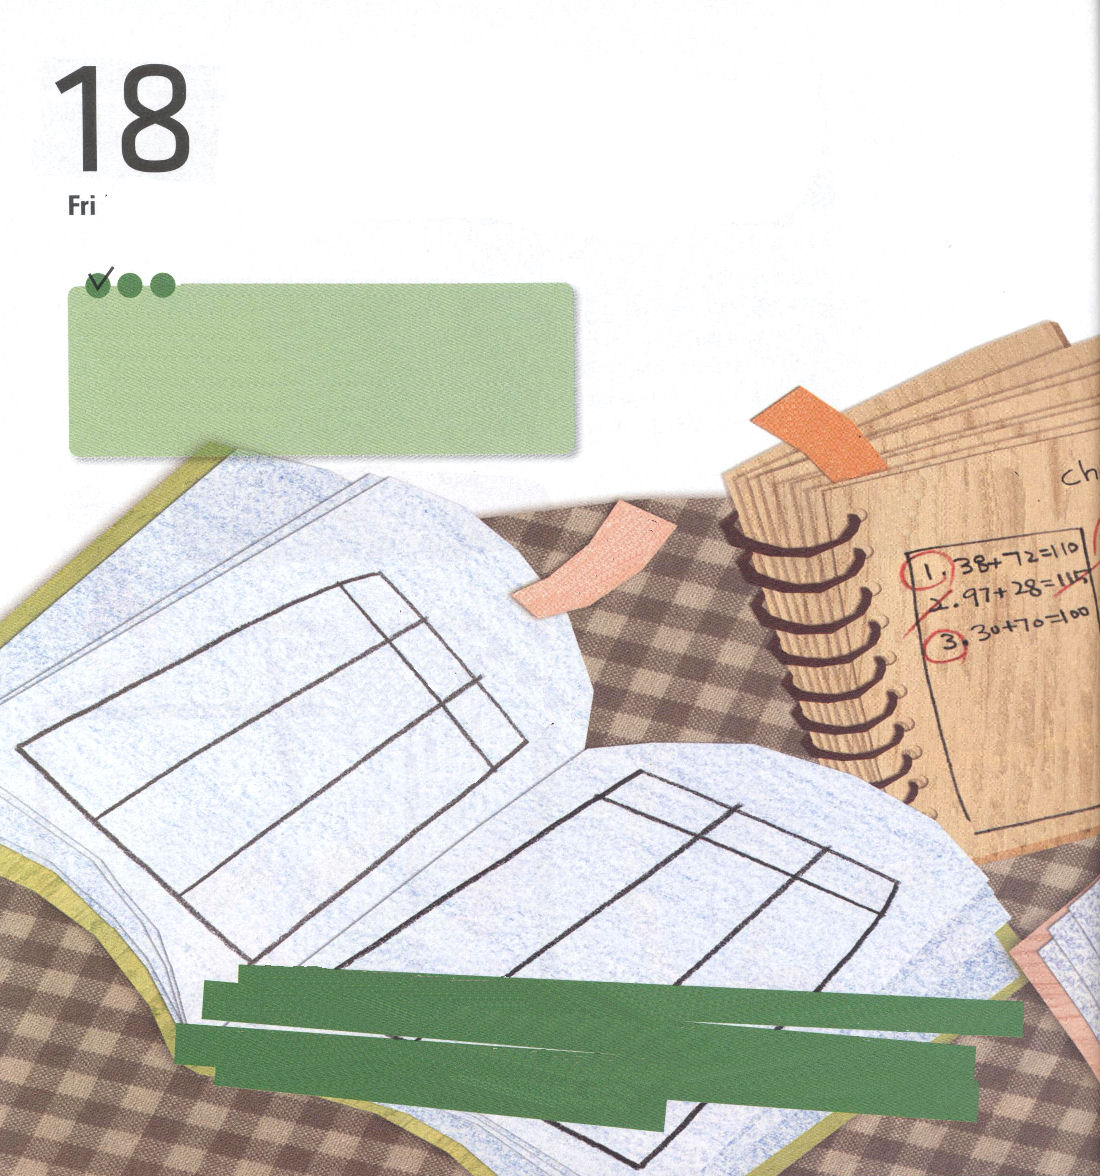 18
Fri
Ch
1. 38+72=110
2. 97+28=115
3. 30+70=100